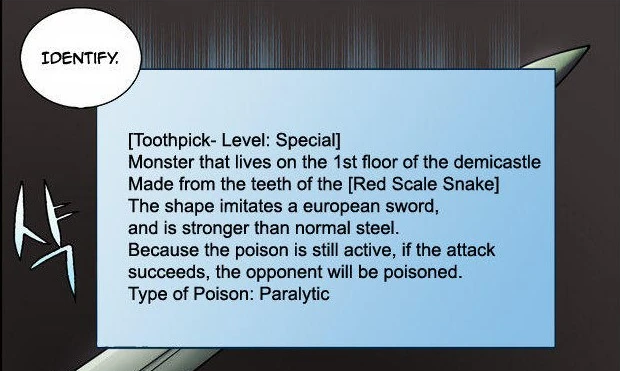 IDENTIFY.
[Toothpick- Level: Special]
Monster that lives on the 1st floor of the demicastle
Made from the teeth of the [Red Scale Snake]
The shape imitates a european sword,
and is stronger than normal steel.
Because the poison is still active, if the attack
succeeds, the opponent will be poisoned.
Type of Poison: Paralytic
샥